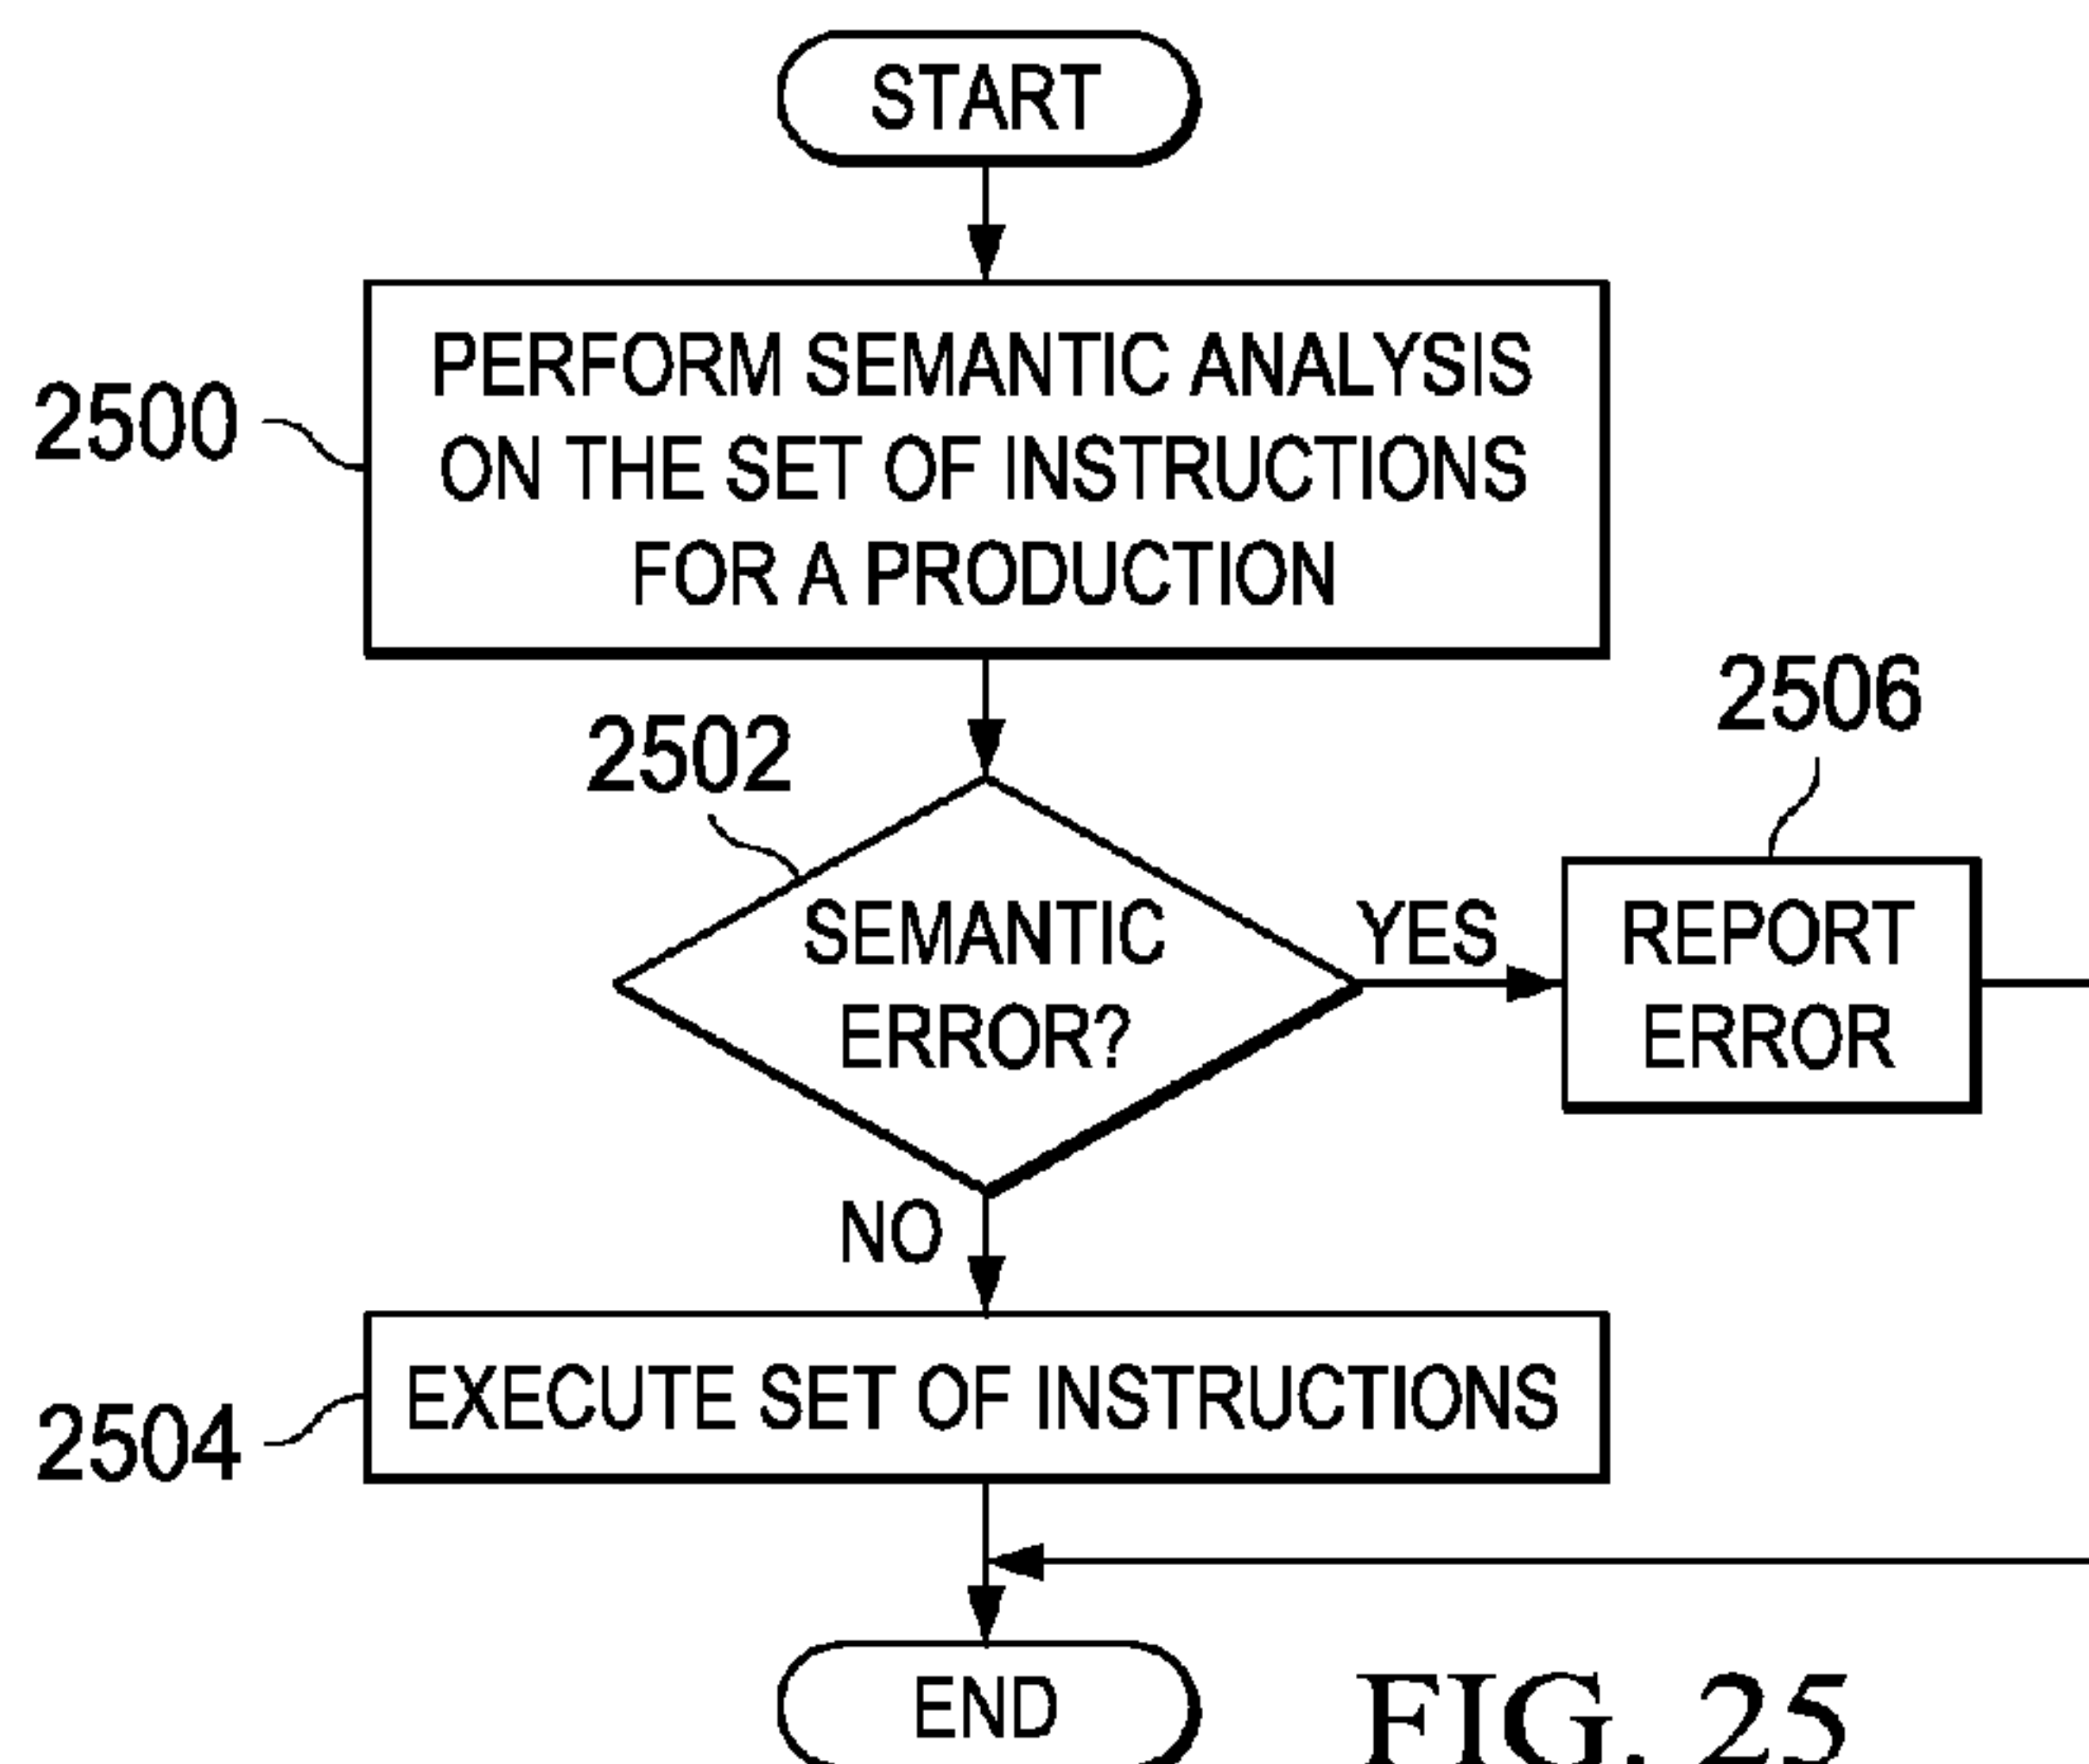 START
PERFORM SEMANTIC ANALYSIS
ON THE SET OF INSTRUCTIONS
FOR A PRODUCTION
2500
2502
2506
SEMANTIC
ERROR?
YES
REPORT
ERROR
NO
EXECUTE SET OF INSTRUCTIONS
2504
END
FIG. 25